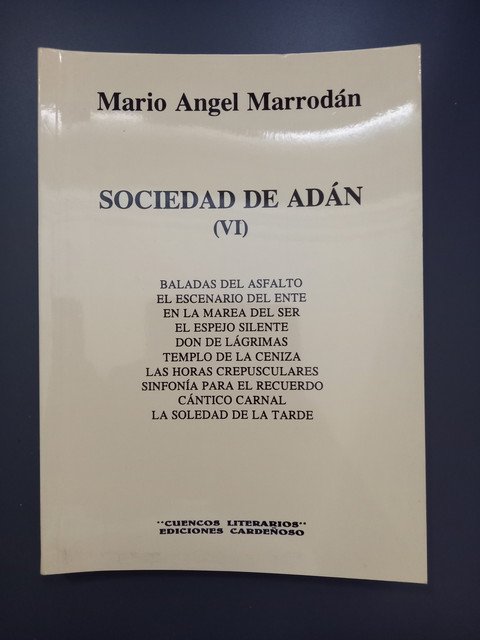 Mario Angel Marrodán
SOCIEDAD DE ADÁN
(VI)
BALADAS DEL ASFALTO
EL ESCENARIO DEL ENTE
EN LA MAREA DEL SER
EL ESPEJO SILENTE
DON DE LÁGRIMAS
TEMPLO DE LA CENIZA
LAS HORAS CREPUSCULARES
SINFONÍA PARA EL RECUERDO
CÁNTICO CARNAL
LA SOLEDAD DE LA TARDE
"CUENCOS LITERARIOS"
EDICIONES CARDEÑOSO